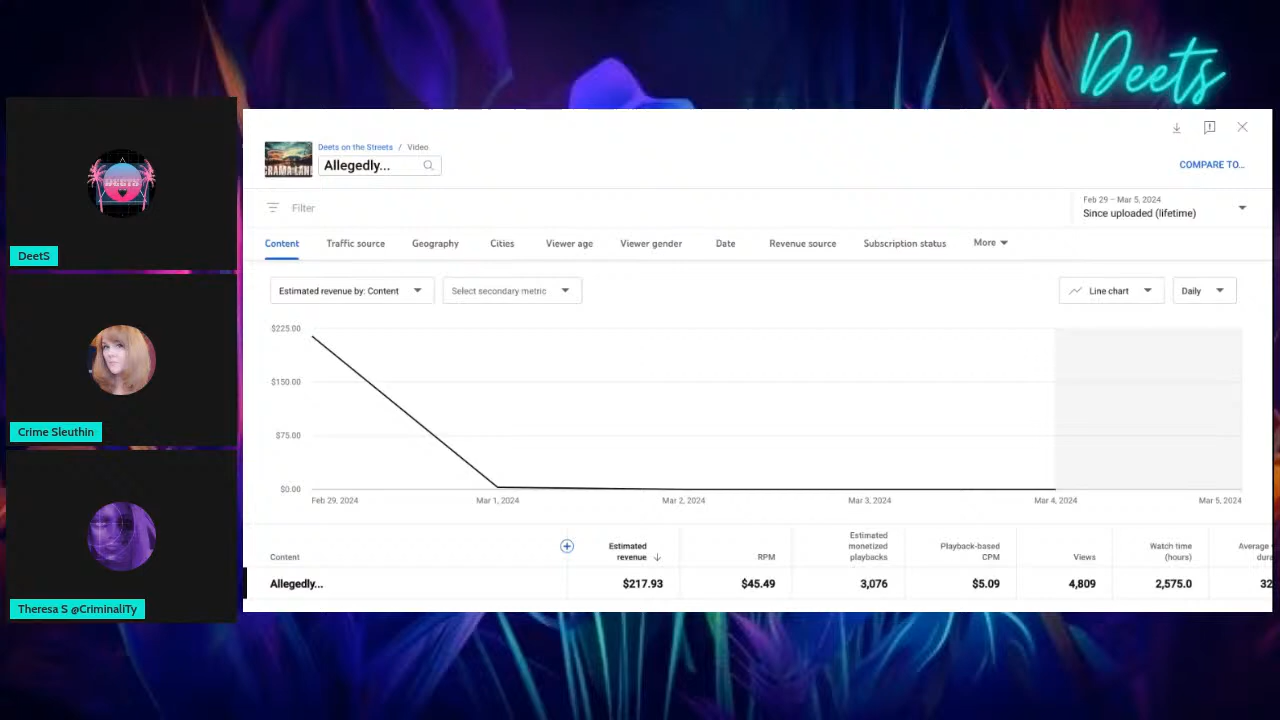 Deets
DEETS
DeetS
Crime Sleuthin
Theresa S @CriminaliTy
Deets on the Streets / Video
Allegedly...
COMPARE TO...
Filter
Feb 29 – Mar 5, 2024
Since uploaded (lifetime)
Content Traffic source Geography Cities Viewer age Viewer gender Date Revenue source Subscription status More
Estimated revenue by: Content Select secondary metric Line chart Daily
$225.00
$150.00
$75.00
$0.00
Feb 29, 2024 Mar 1, 2024 Mar 2, 2024 Mar 3, 2024 Mar 4, 2024 Mar 5, 2024
Content
Estimated
revenue
RPM
Estimated
monetized
playbacks
Playback-based
CPM
Views
Watch time
(hours)
Average
Allegedly... $217.93 $45.49 3,076 $5.09 4,809 2,575.0 32